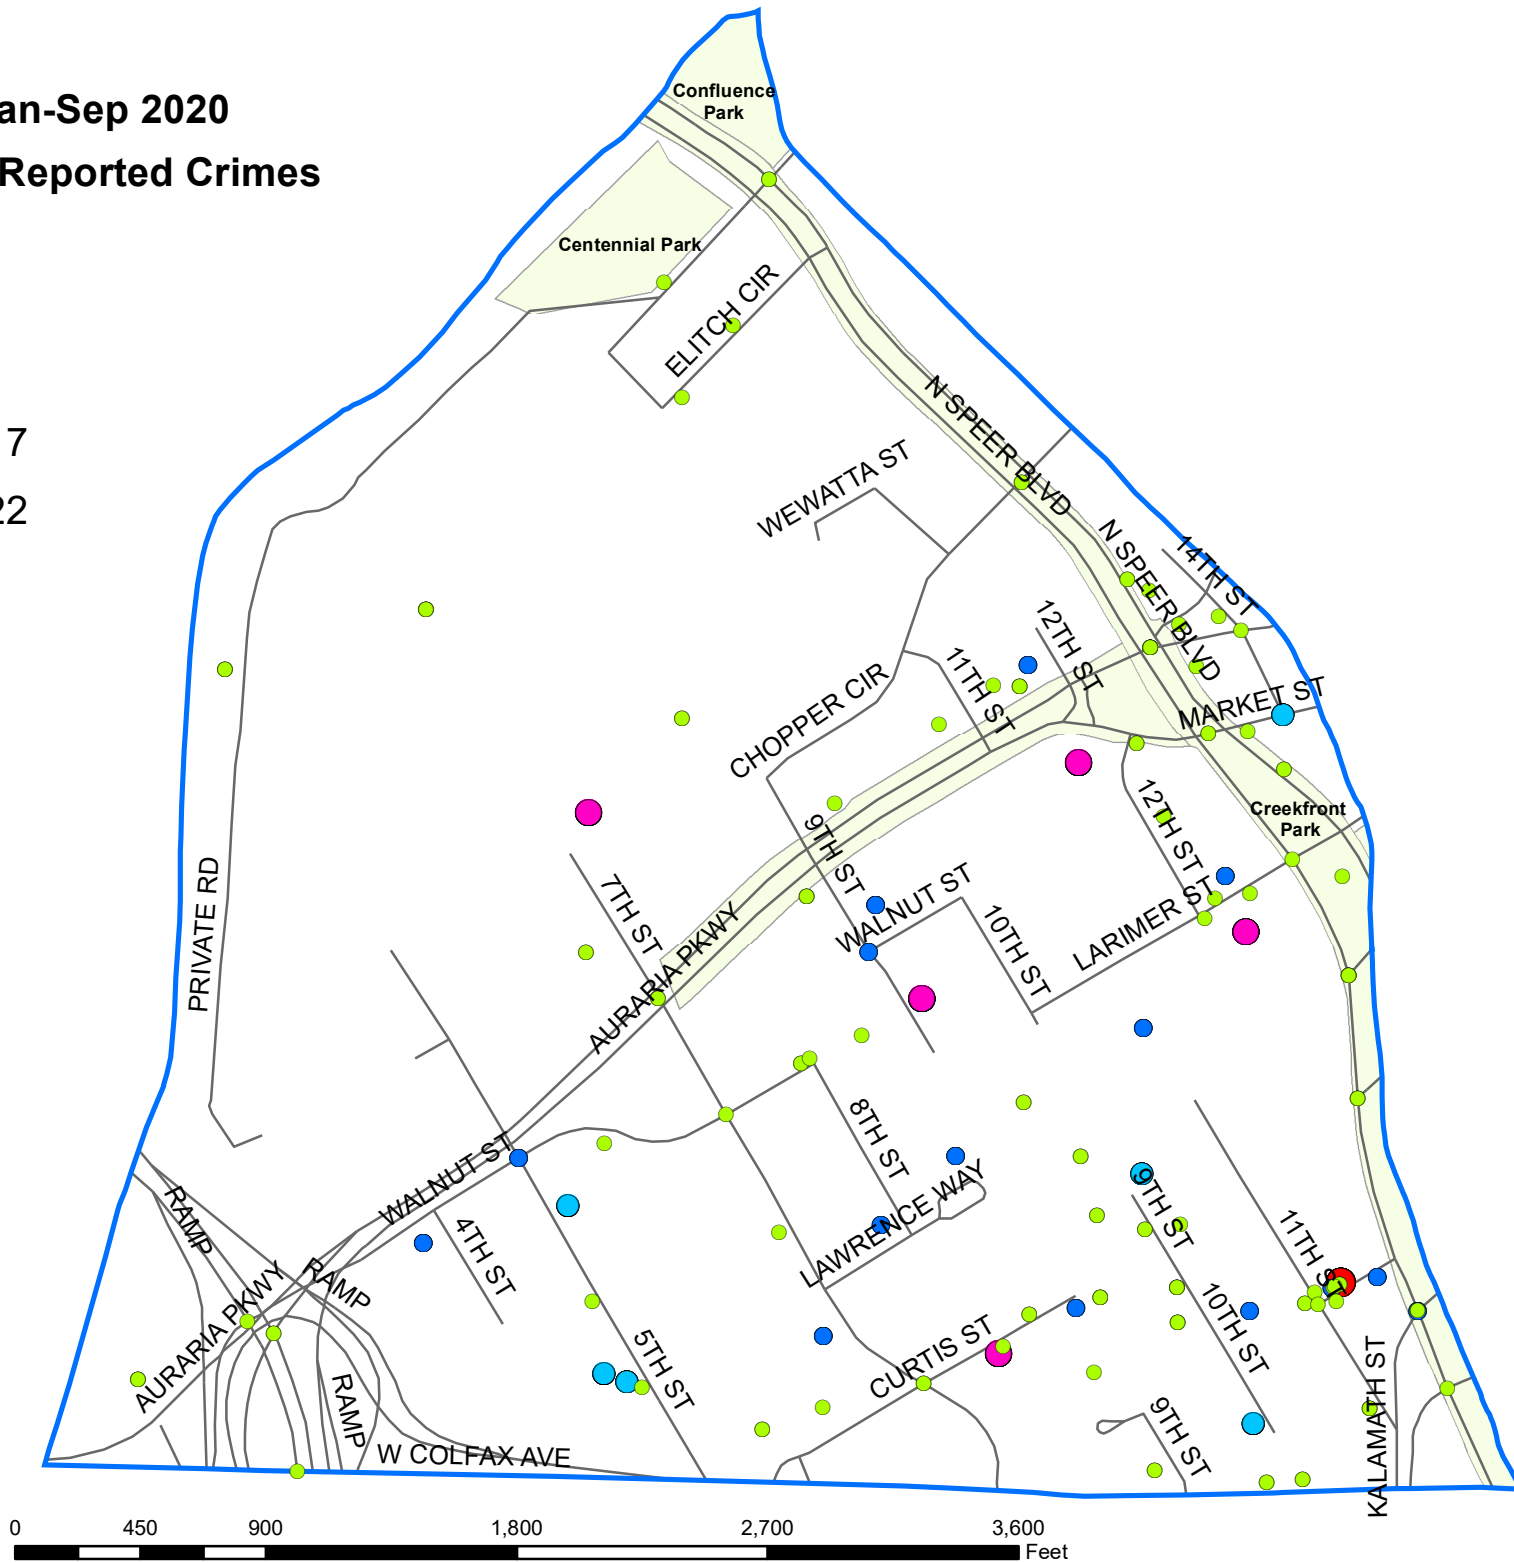 an-Sep 2020
Reported Crimes
7
22
Confluence
Park
Centennial Park
ELITCH CIR
N SPEER BLVD
WEWATTA ST
N SPEER BLVD
14TH ST
12TH ST
11TH ST
CHOPPER CIR
MARKET ST
12TH ST
Creekfront
Park
9TH ST
PRIVATE RD
7TH ST
WALNUT ST
10TH ST
LARIMER ST
AURARIA PKWY
8TH ST
WALNUT ST
LAWRENCE WAY
9TH ST
RAMP
4TH ST
11TH ST
RAMP
AURARIA PKWY
10TH ST
5TH ST
CURTIS ST
KALAMATH ST
RAMP
9TH ST
W COLFAX AVE
0 450 900 1,800 2,700 3,600
Feet